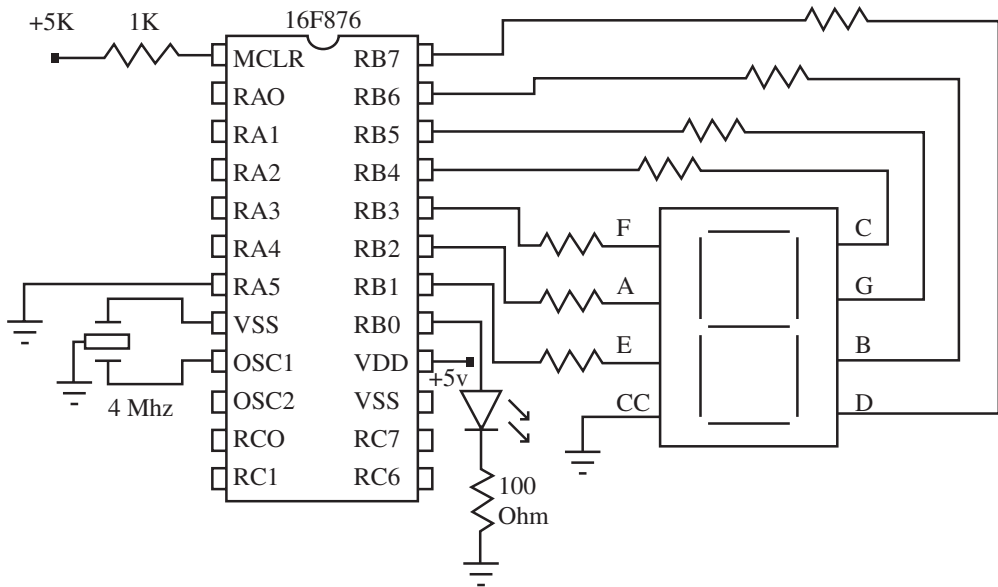 16F876
+5K
1K
MCLR
RAO
RA1
RA2
RA3
RA4
RA5
VSS
OSC1
OSC2
RCO
RC1
RB7
RB6
RB5
RB4
RB3
RB2
RB1
RB0
VDD
VSS
RC7
RC6
4 Mhz
+5v
100
Ohm
F
A
E
CC
C
G
B
D